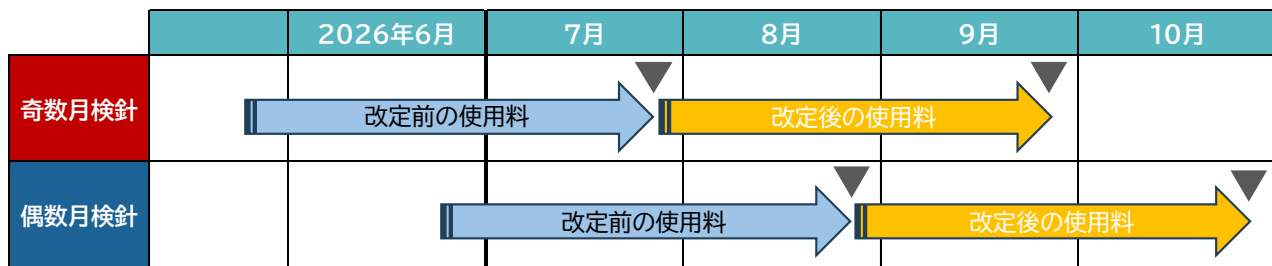 2026年6月
7月
8月
9月
10月
奇数月検針
改定前の使用料
改定後の使用料
偶数月検針
改定前の使用料
改定後の使用料